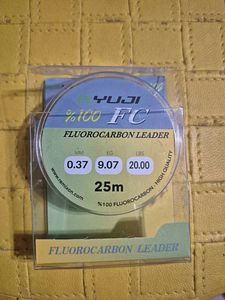 RYUJI
%100 FC
FLUOROCARBON LEADER
MM KG LBS
0.37 9.07 20.00
25m
%100 FLUOROCARBON - HIGH QUALITY
FLUOROCARBON LEADER